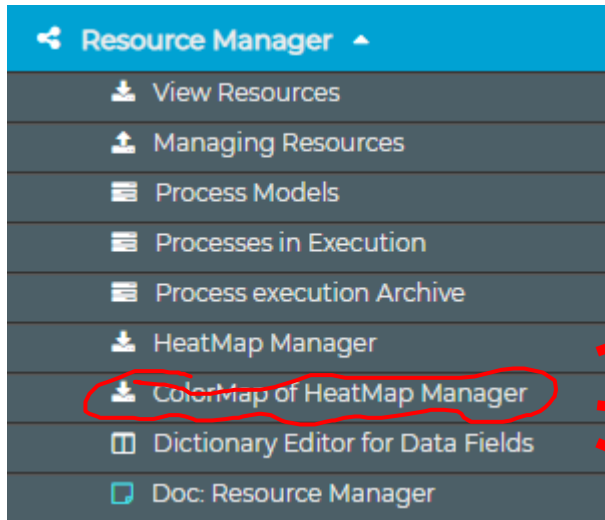 Resource Manager
View Resources
Managing Resources
Process Models
Processes in Execution
Process execution Archive
HeatMap Manager
ColorMap of HeatMap Manager
Dictionary Editor for Data Fields
Doc: Resource Manager